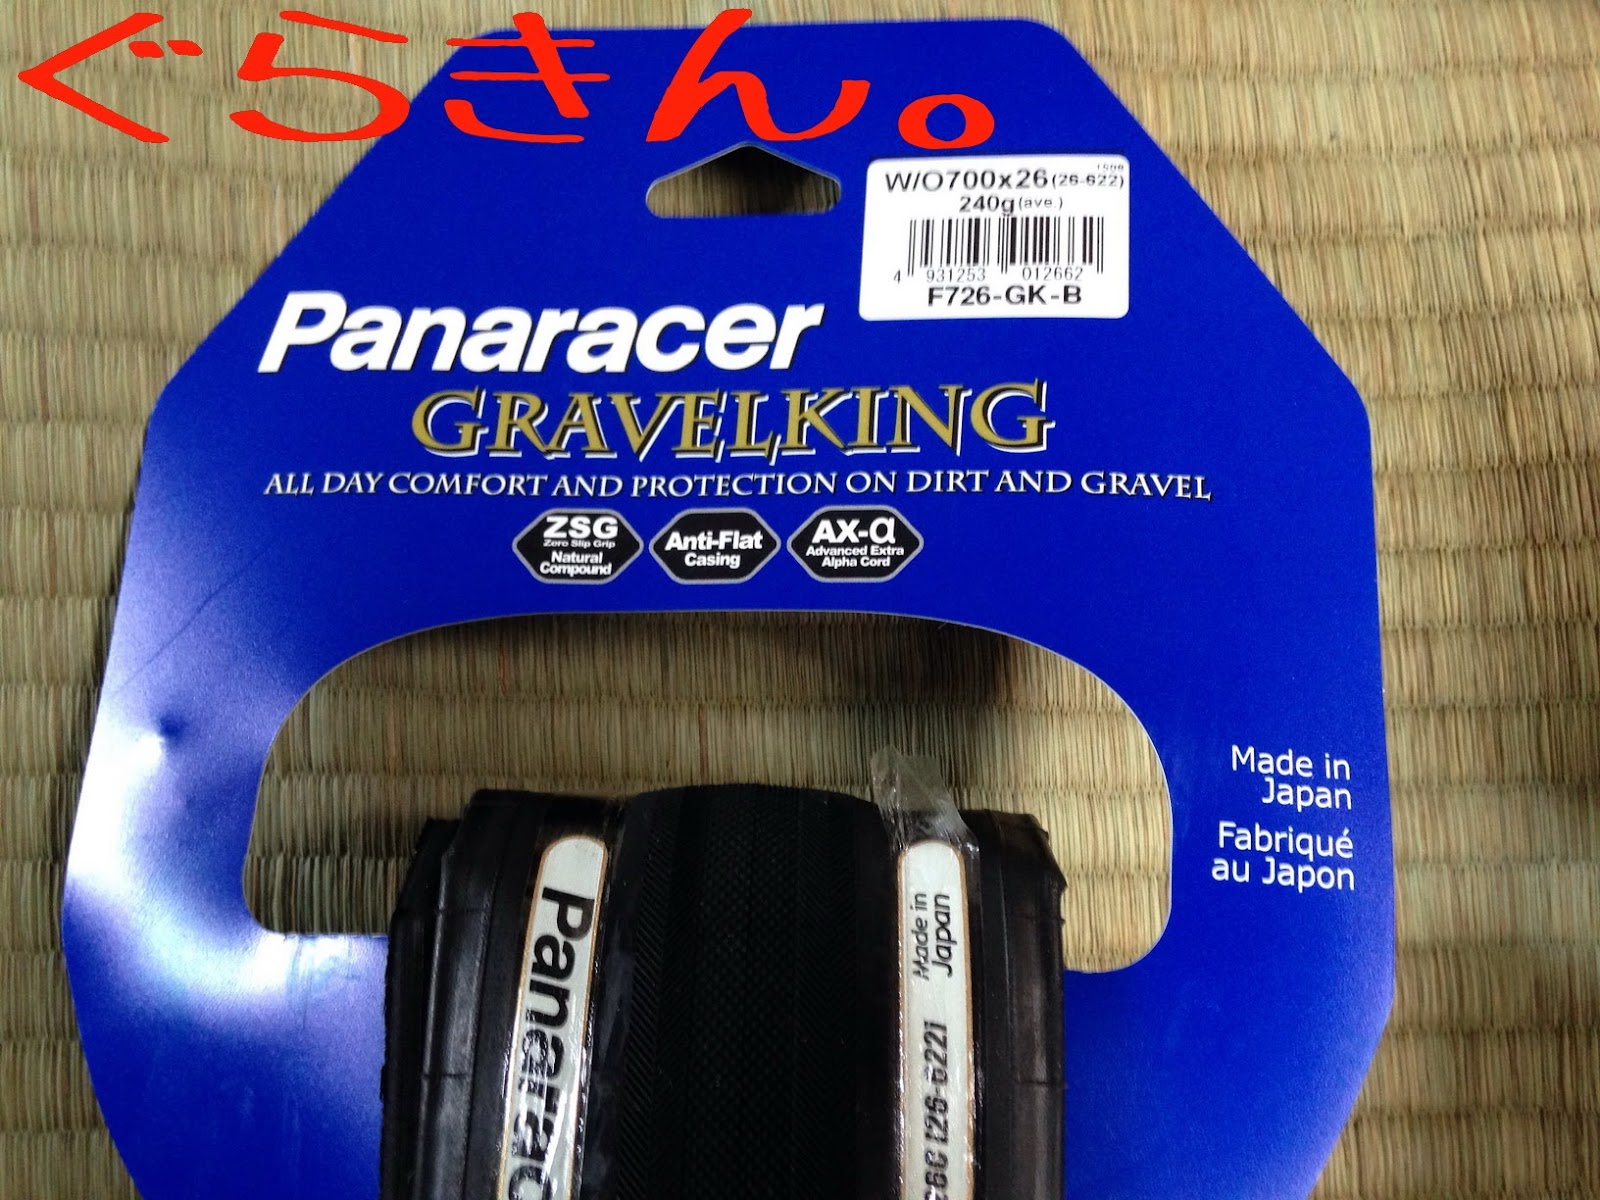 ぐらきん。
W/O700x26(26-622)
240g(ave.)
4 931253 012662
F726-GK-B
Panaracer
GRAVELKING
ALL DAY COMFORT AND PROTECTION ON DIRT AND GRAVEL
ZSG
Zero Slip Grip
Natural
Compound
Anti-Flat
Casing
AX-α
Advanced Extra
Alpha Cord
Made in
Japan
Fabriqué
au Japon
Panarac
Made in
Japan